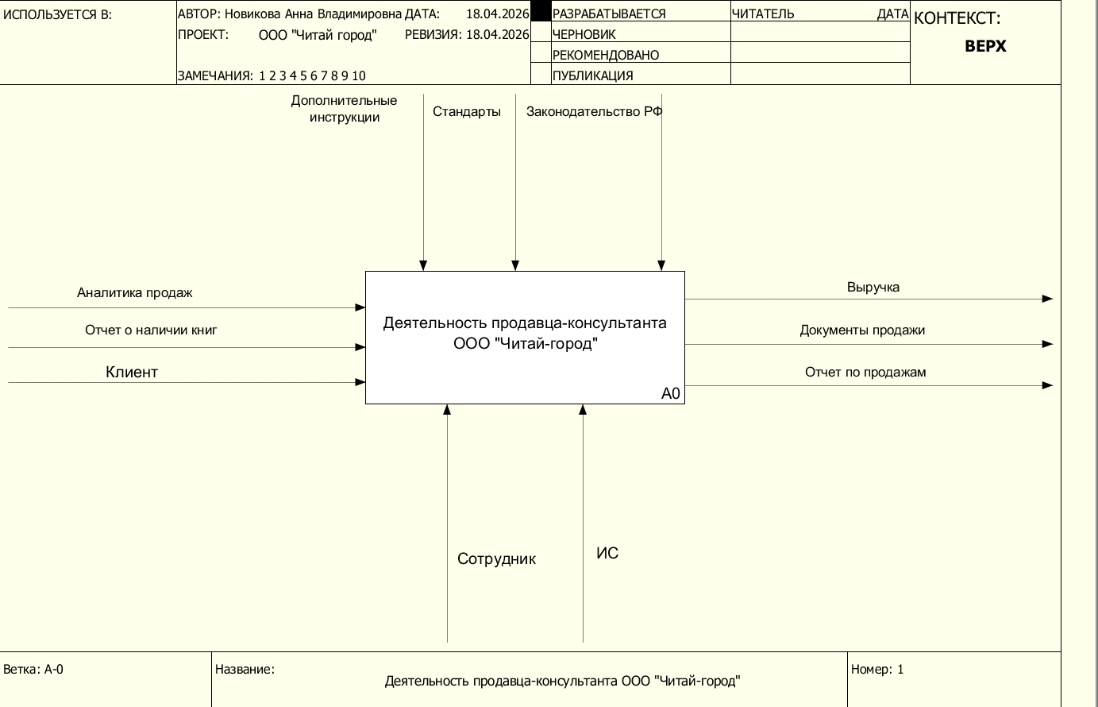 ИСПОЛЬЗУЕТСЯ В:
АВТОР: Новикова Анна Владимировна ДАТА: 18.04.2026
ПРОЕКТ: ООО "Читай город" РЕВИЗИЯ: 18.04.2026
ЗАМЕЧАНИЯ: 1 2 3 4 5 6 7 8 9 10
РАЗРАБАТЫВАЕТСЯ
ЧЕРНОВИК
РЕКОМЕНДОВАНО
ПУБЛИКАЦИЯ
ЧИТАТЕЛЬ ДАТА
КОНТЕКСТ:
ВЕРХ
Дополнительные
инструкции
Стандарты
Законодательство РФ
Аналитика продаж
Отчет о наличии книг
Клиент
Деятельность продавца-консультанта
ООО "Читай-город"
A0
Выручка
Документы продажи
Отчет по продажам
Сотрудник
ИС
Ветка: A-0
Название:
Деятельность продавца-консультанта ООО "Читай-город"
Номер: 1